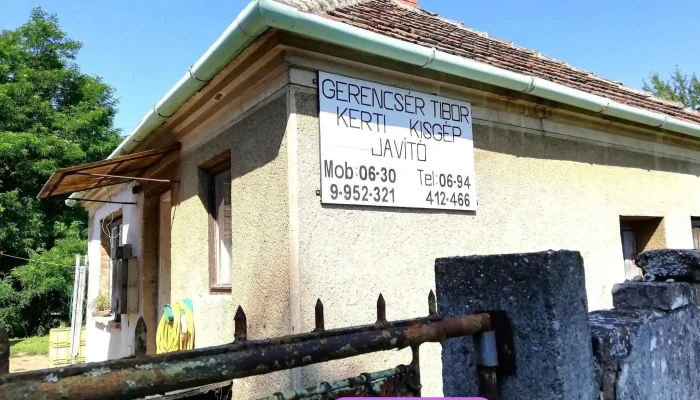 GERENCSÉR TIBOR
KERTI KISGÉP
JAVÍTÓ
Mob:06-30 Tel:06-94
9-952-321 412-466